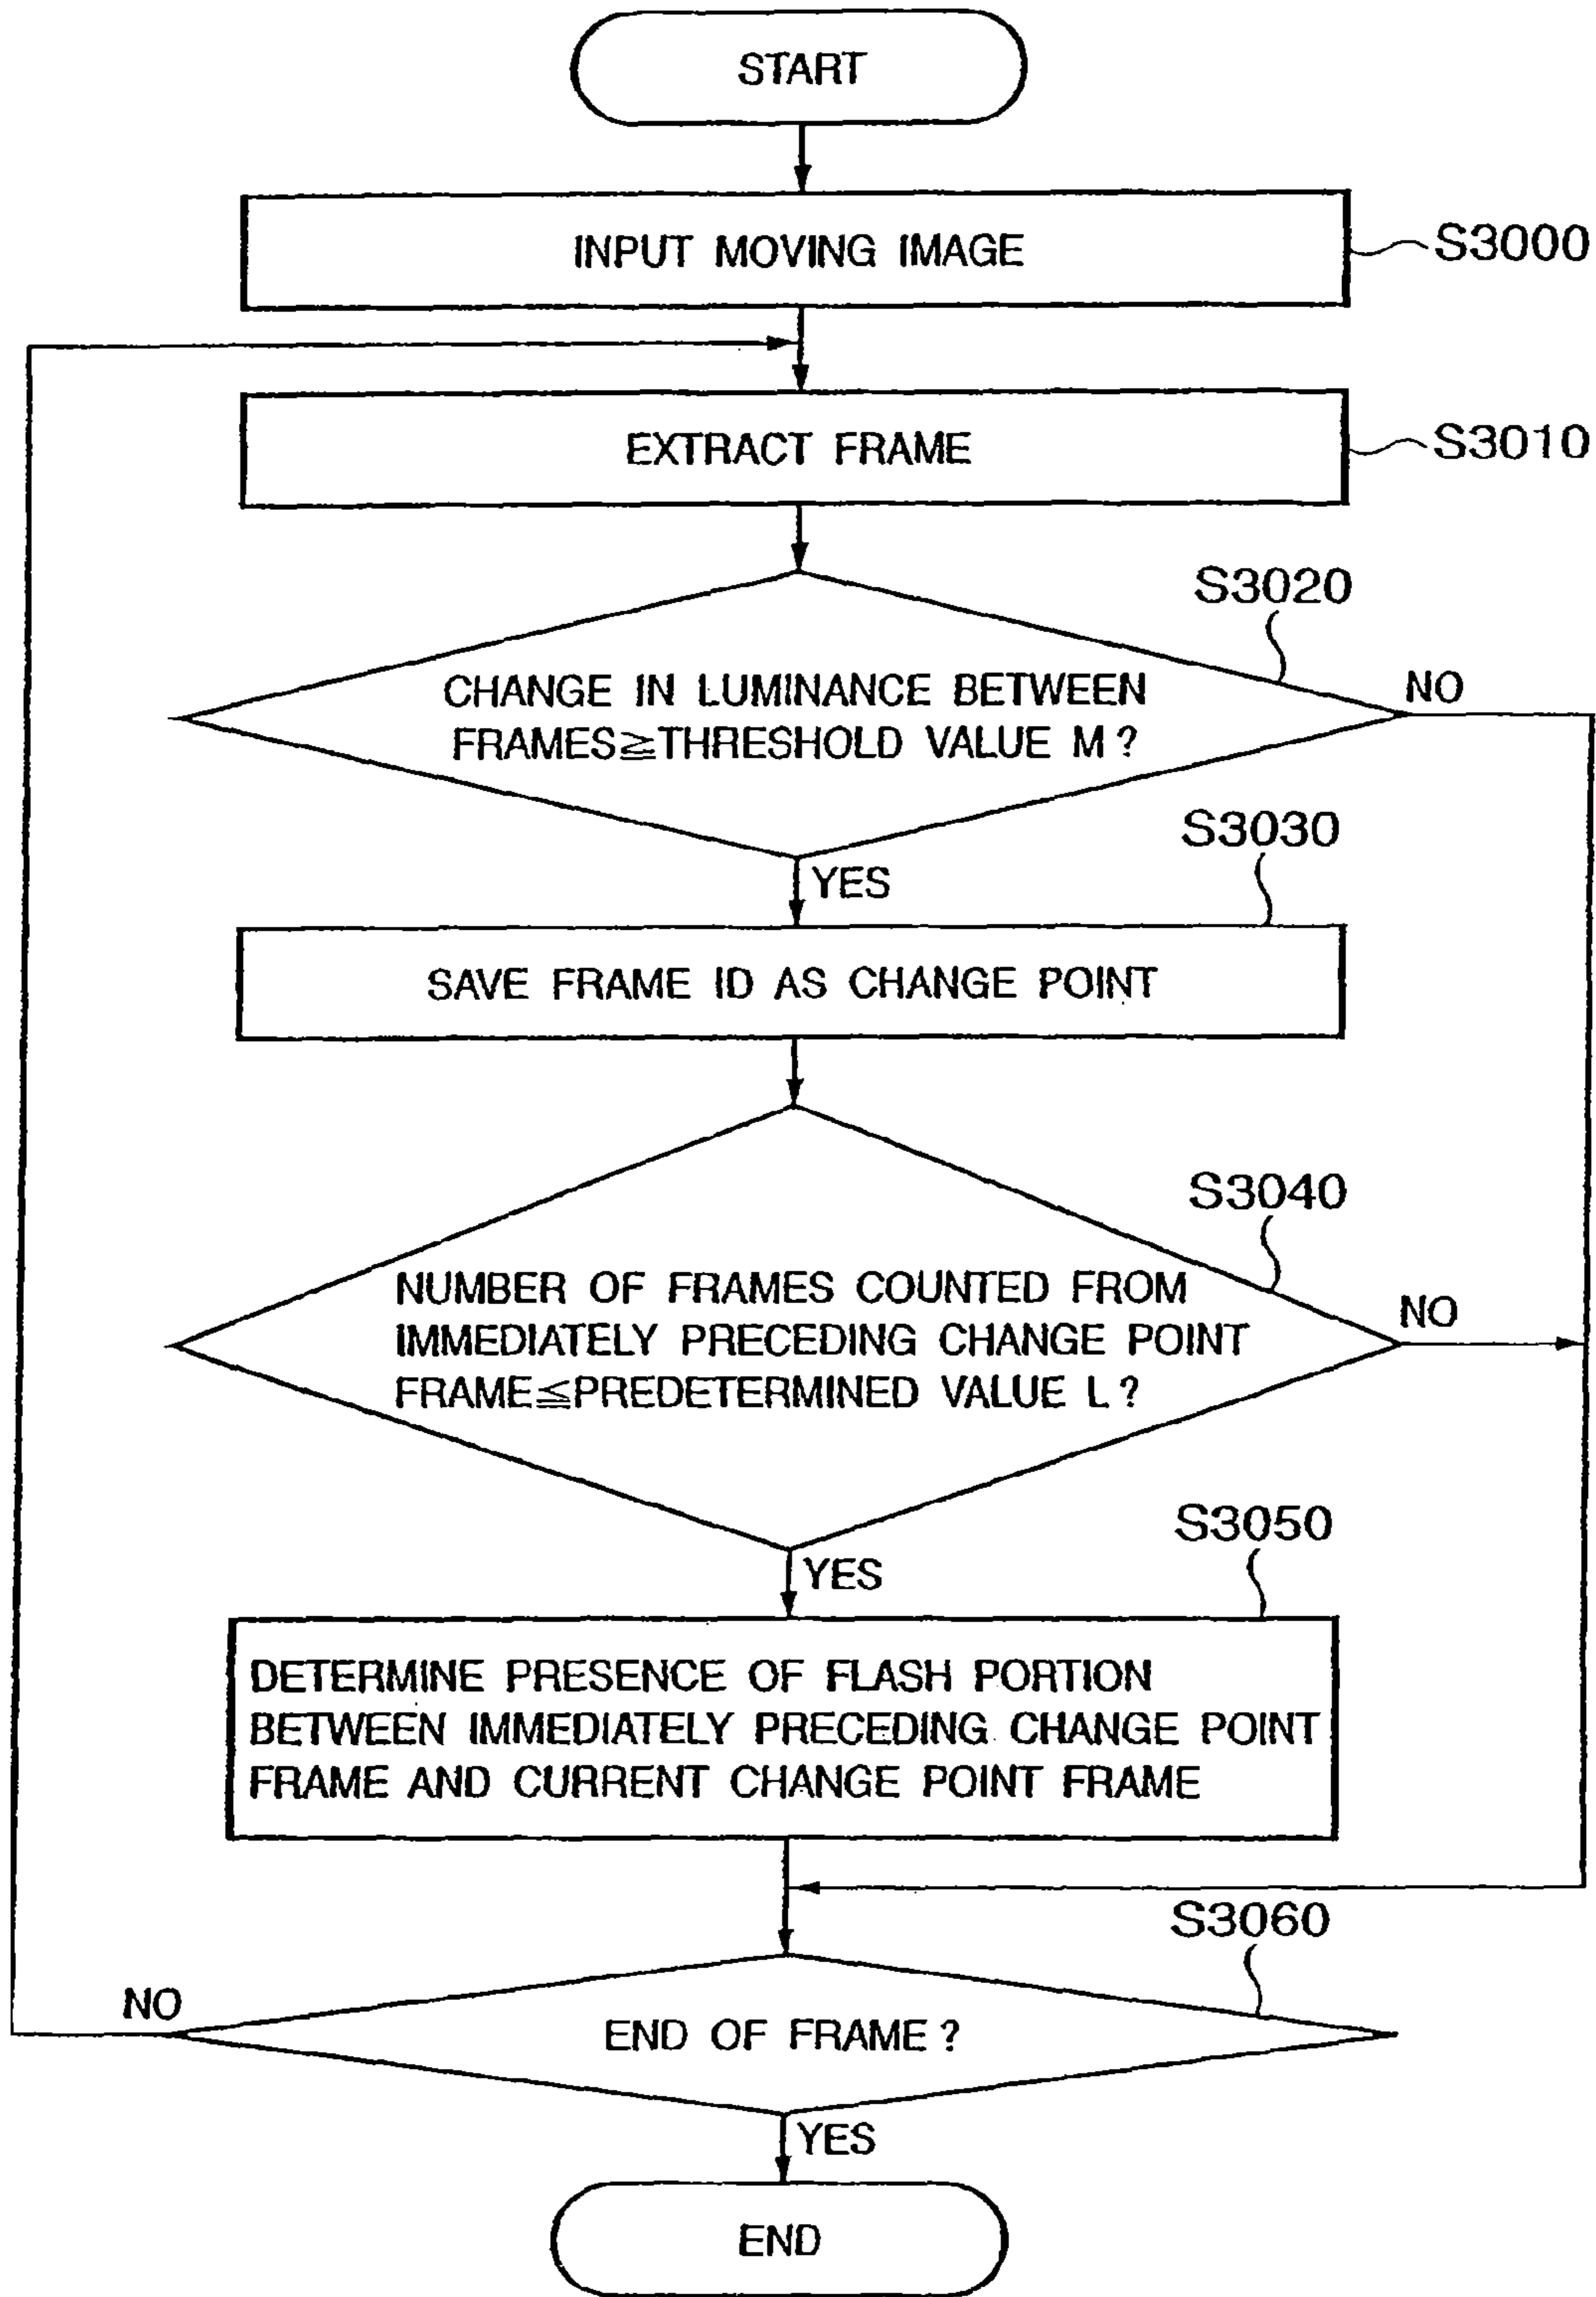 START
INPUT MOVING IMAGE
S3000
EXTRACT FRAME
S3010
S3020
CHANGE IN LUMINANCE BETWEEN
FRAMES≧THRESHOLD VALUE M?
NO
YES
S3030
SAVE FRAME ID AS CHANGE POINT
S3040
NUMBER OF FRAMES COUNTED FROM
IMMEDIATELY PRECEDING CHANGE POINT
FRAME≦PREDETERMINED VALUE L?
NO
YES
S3050
DETERMINE PRESENCE OF FLASH PORTION
BETWEEN IMMEDIATELY PRECEDING CHANGE POINT
FRAME AND CURRENT CHANGE POINT FRAME
S3060
NO
END OF FRAME?
YES
END